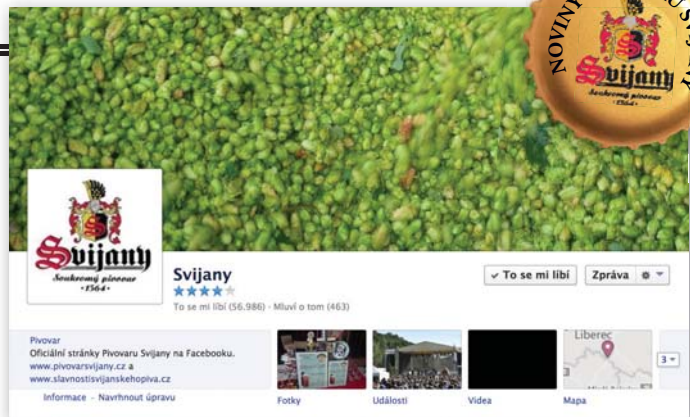 NOVINY
Svijany
Soukromý pivovar
•1564•
Svijany
Soukromý pivovar
•1564•
Svijany
✓ To se mi líbí
Zpráva
To se mi líbí (56.986) · Mluví o tom (463)
Pivovar
Oficiální stránky Pivovaru Svijany na Facebooku.
www.pivovarsvijany.cz a
www.slavnostisvijanskehopiva.cz
Informace - Navrhnout úpravu
Fotky
Události
Videa
Liberec
Mapa
3